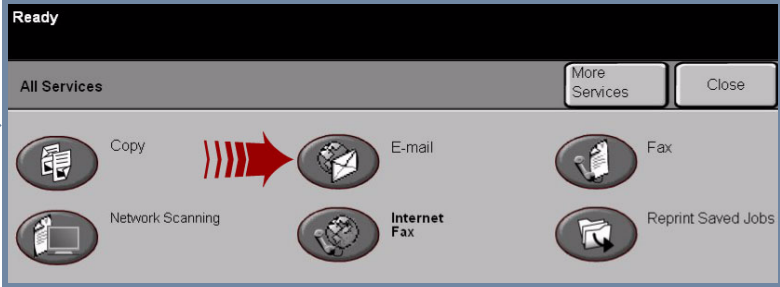 Ready
All Services
More
Services
Close
Copy
E-mail
Fax
Network Scanning
Internet
Fax
Reprint Saved Jobs